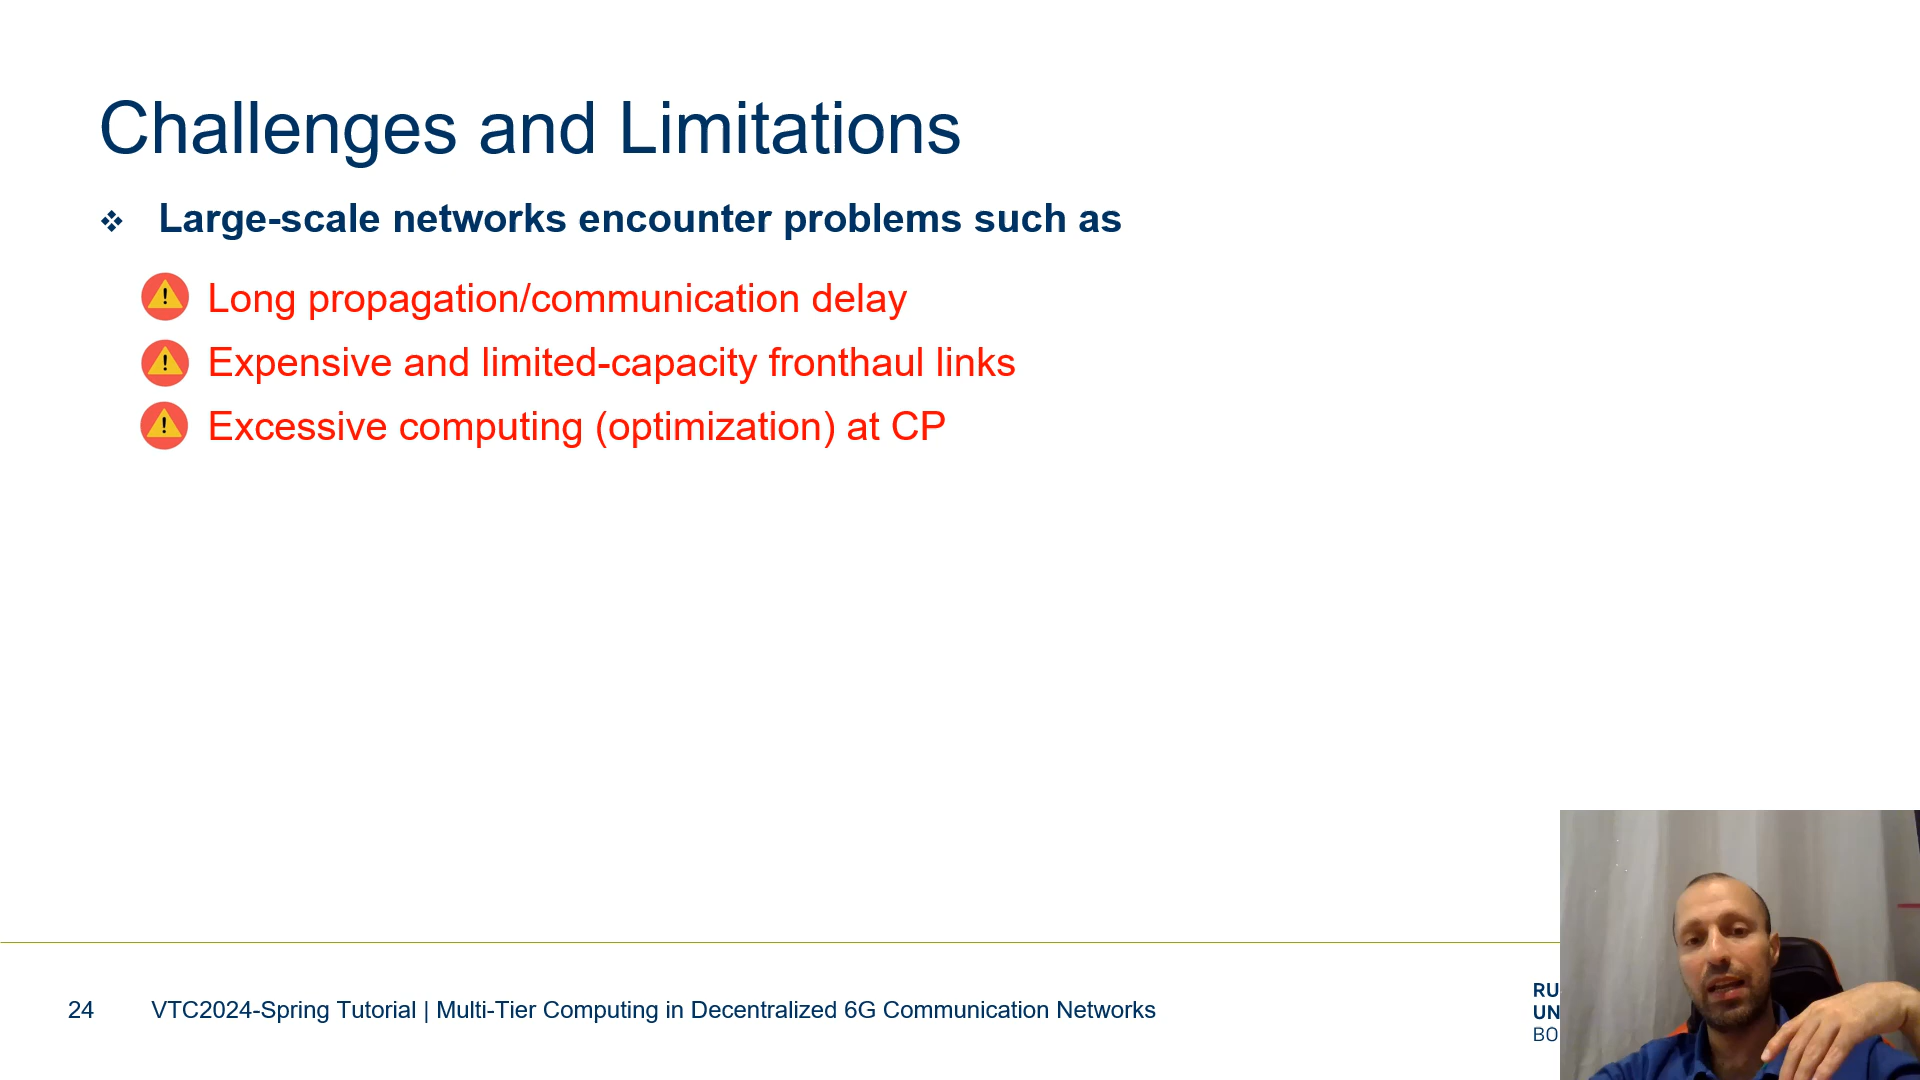 Challenges and Limitations
Large-scale networks encounter problems such as
Long propagation/communication delay
Expensive and limited-capacity fronthaul links
Excessive computing (optimization) at CP
24 VTC2024-Spring Tutorial | Multi-Tier Computing in Decentralized 6G Communication Networks
RU
UN
BO